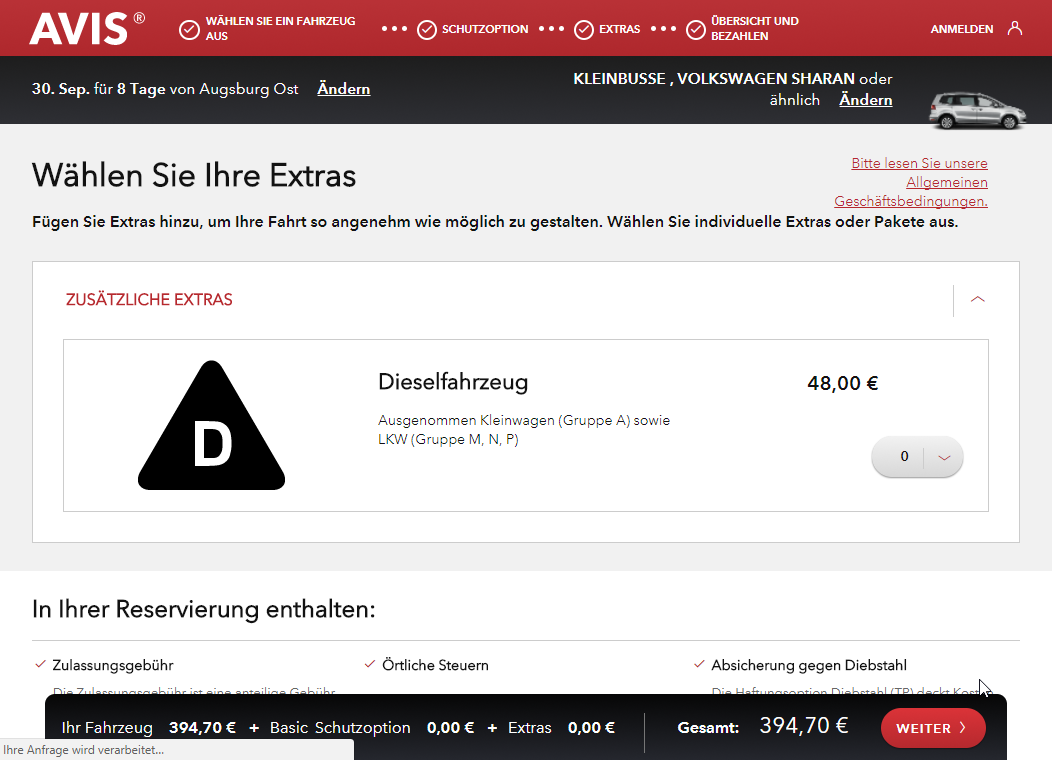 AVIS ®
WÄHLEN SIE EIN FAHRZEUG
AUS
SCHUTZOPTION
EXTRAS
ÜBERSICHT UND
BEZAHLEN
ANMELDEN
30. Sep. für 8 Tage von Augsburg Ost Ändern
KLEINBUSSE , VOLKSWAGEN SHARAN oder
ähnlich Ändern
Wählen Sie Ihre Extras
Bitte lesen Sie unsere
Allgemeinen
Geschäftsbedingungen.
Fügen Sie Extras hinzu, um Ihre Fahrt so angenehm wie möglich zu gestalten. Wählen Sie individuelle Extras oder Pakete aus.
ZUSÄTZLICHE EXTRAS
D
Dieselfahrzeug
48,00 €
Ausgenommen Kleinwagen (Gruppe A) sowie
LKW (Gruppe M, N, P)
0
In Ihrer Reservierung enthalten:
Zulassungsgebühr
Örtliche Steuern
Absicherung gegen Diebstahl
Die Zulassungsgebühr ist eine anteilige Gebühr
Die Haftungsoption Diebstahl (TP) deckt
Ihr Fahrzeug 394,70 € + Basic Schutzoption 0,00 € + Extras 0,00 €
Gesamt: 394,70 €
WEITER
Ihre Anfrage wird verarbeitet...